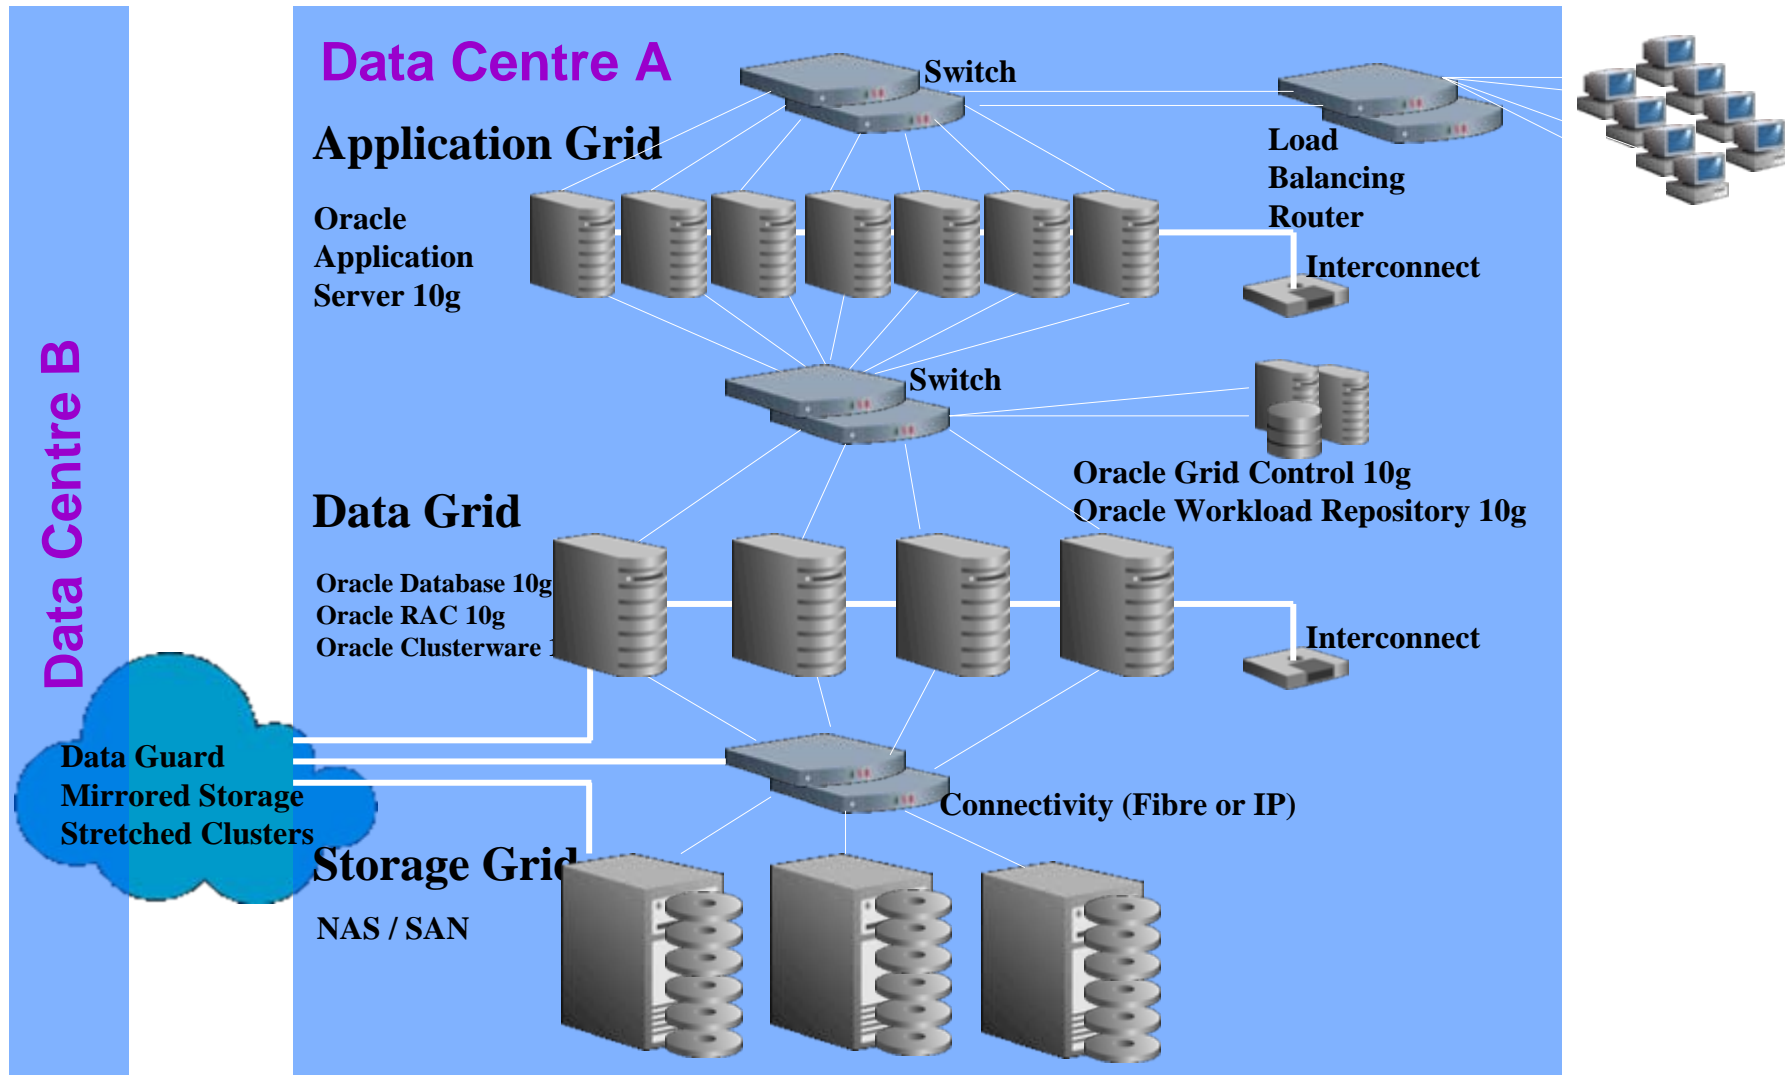 Data Centre A
Switch
Application Grid
Load
Balancing
Router
Oracle
Application
Server 10g
Interconnect
Switch
Data Centre B
Oracle Grid Control 10g
Oracle Workload Repository 10g
Data Grid
Oracle Database 10g
Oracle RAC 10g
Oracle Clusterware
Interconnect
Data Guard
Mirrored Storage
Stretched Clusters
Connectivity (Fibre or IP)
Storage Grid
NAS / SAN